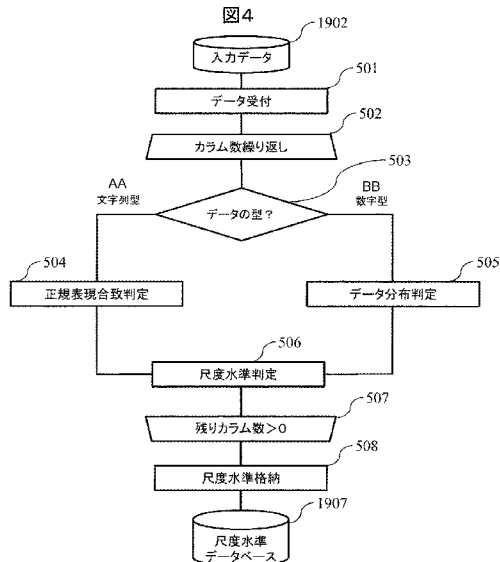 図4
1902
入力データ
501
データ受付
502
カラム数繰り返し
503
データの型？
AA
文字列型
BB
数字型
504
正規表現合致判定
505
データ分布判定
506
尺度水準判定
507
残りカラム数＞0
508
尺度水準格納
1907
尺度水準
データベース